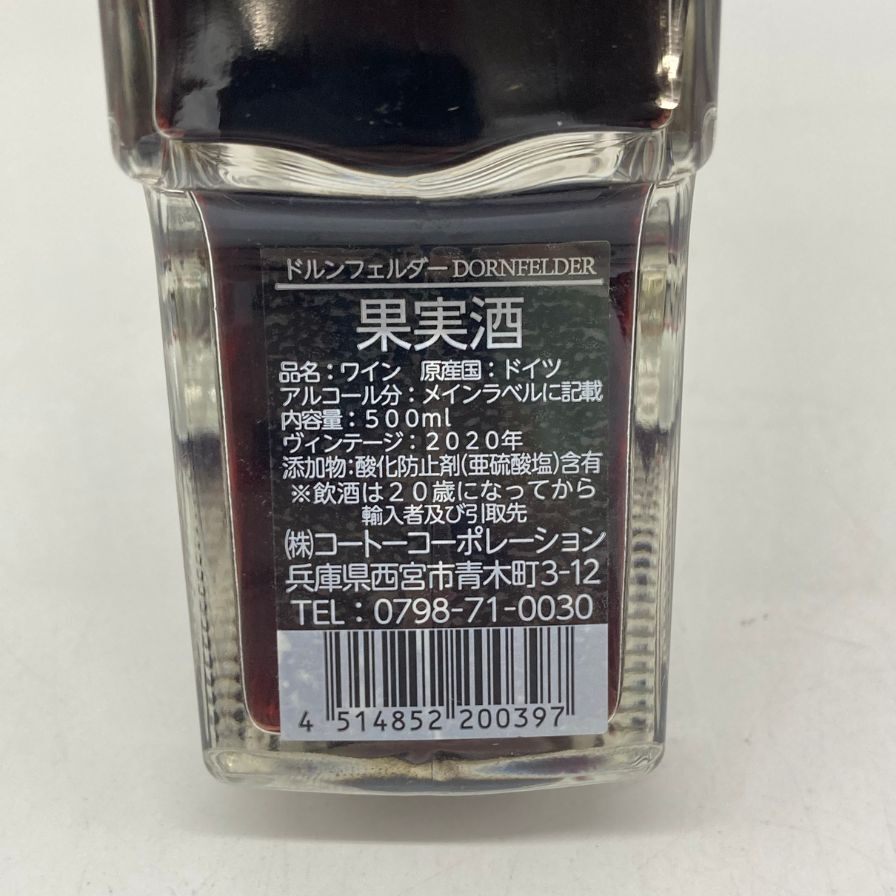 ドルンフェルダー DORNFELDER
果実酒
品名：ワイン　原産国：ドイツ
アルコール分：メインラベルに記載
内容量：５００ml
ヴィンテージ：２０２０年
添加物：酸化防止剤（亜硫酸塩）含有
※飲酒は２０歳になってから
輸入者及び引取先
㈱コートーコーポレーション
兵庫県西宮市青木町3-12
TEL：0798-71-0030
4 514852 200397